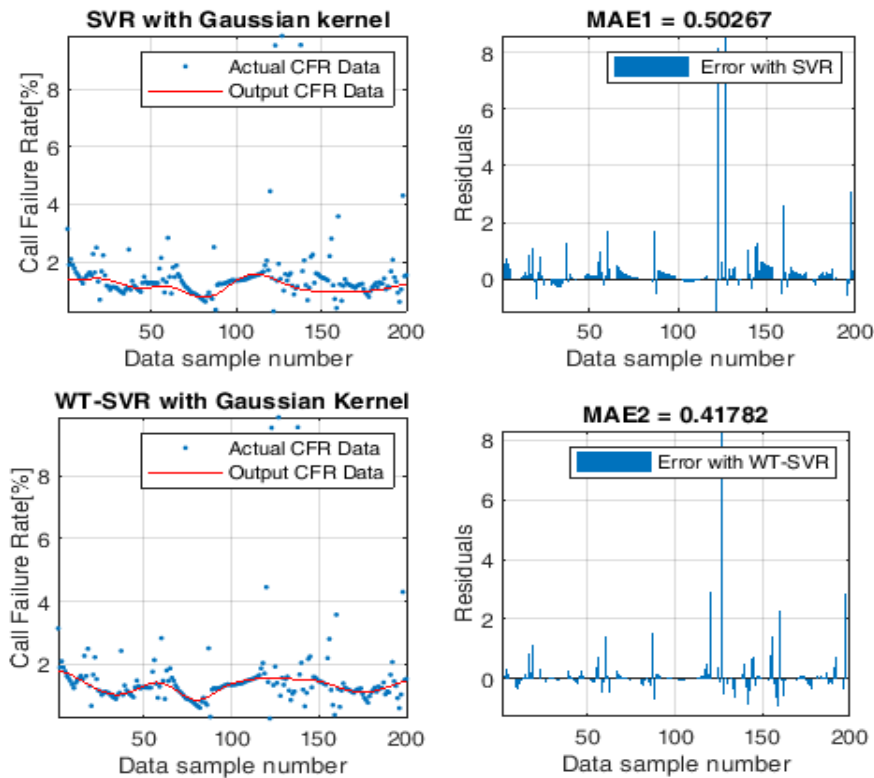 SVR with Gaussian kernel
Call Failure Rate[%]
8
6
4
2
Actual CFR Data
Output CFR Data
50
100
150
200
Data sample number
MAE1 = 0.50267
Residuals
8
6
4
2
0
Error with SVR
50
100
150
200
Data sample number
WT-SVR with Gaussian Kernel
Call Failure Rate[%]
8
6
4
2
Actual CFR Data
Output CFR Data
50
100
150
200
Data sample number
MAE2 = 0.41782
Residuals
8
6
4
2
0
Error with WT-SVR
50
100
150
200
Data sample number